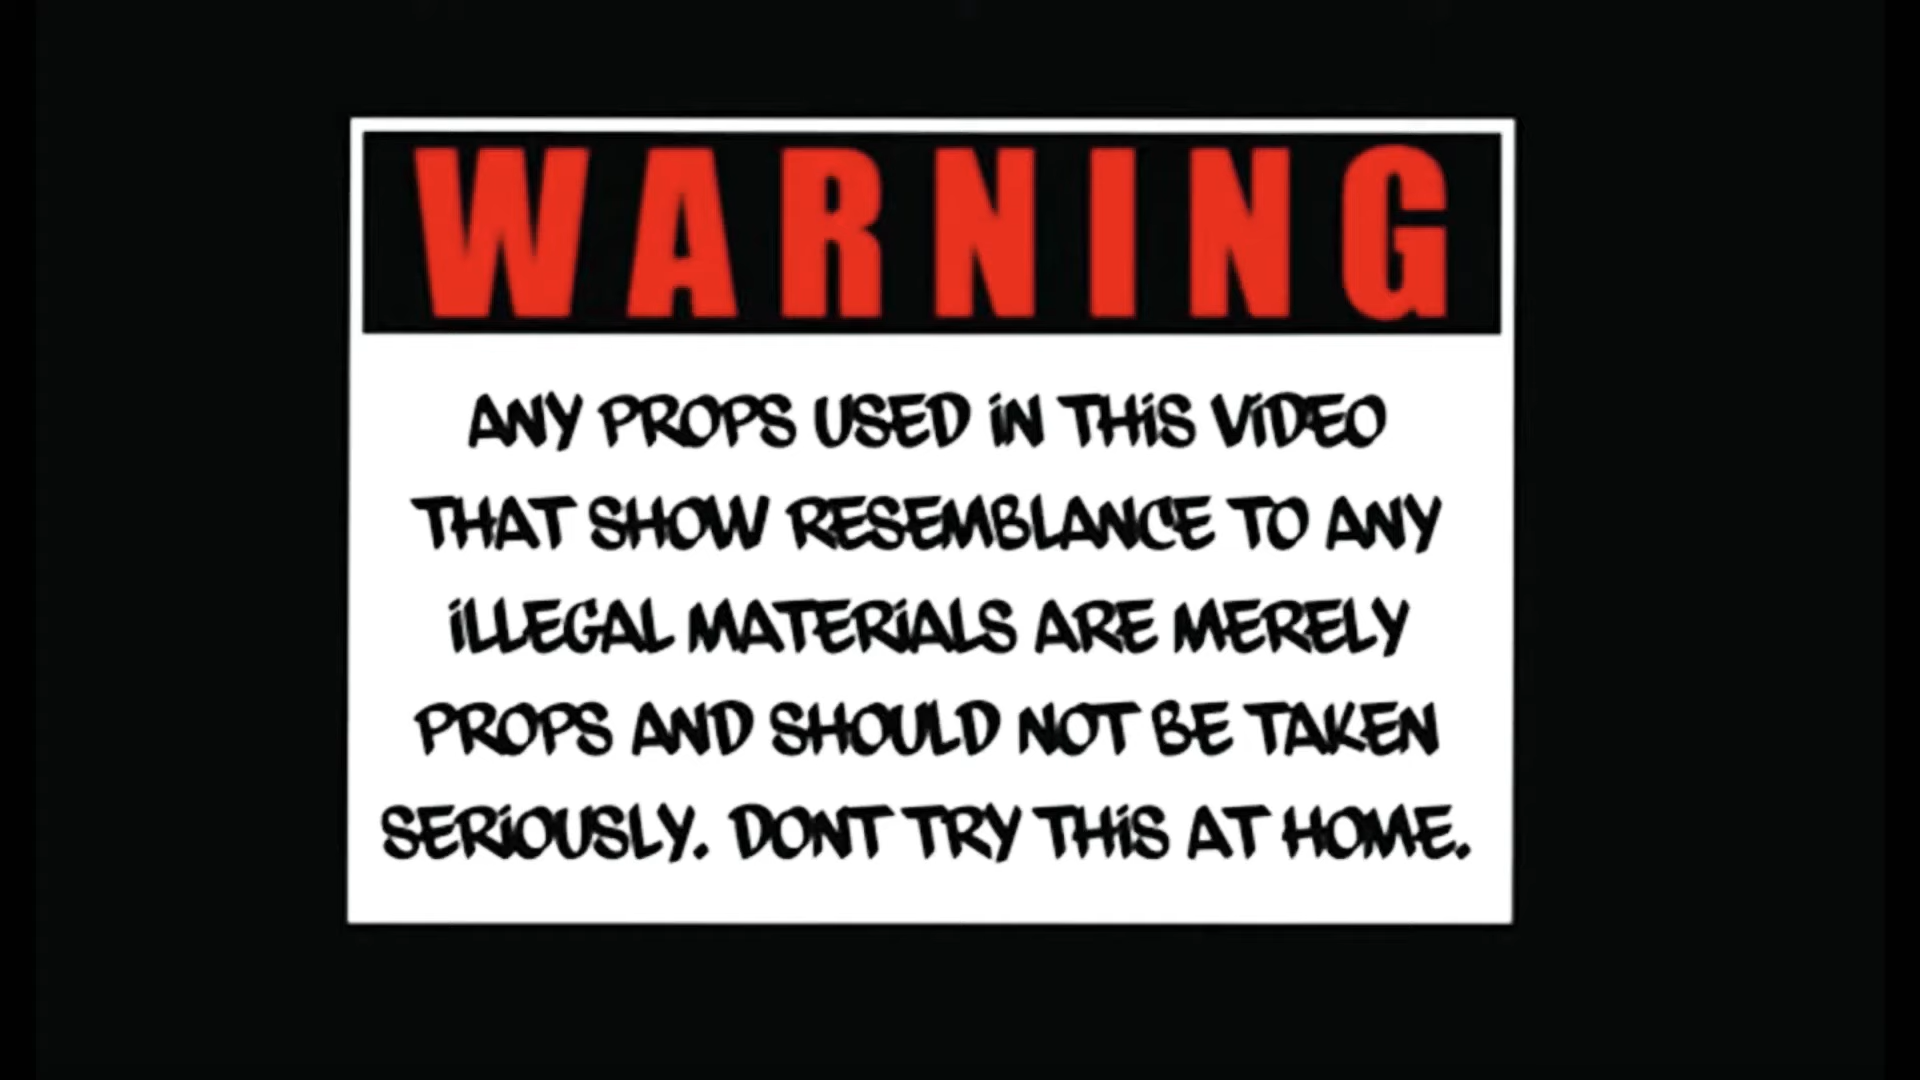 WARNING
ANY PROPS USED iN THiS ViDEO
THAT SHOW RESEMBLANCE TO ANY
iLLEGAL MATERiALS ARE MERELY
PROPS AND SHOULD NOT BE TAKEN
SERiOUSLY. DONT TRY THiS AT HOME.